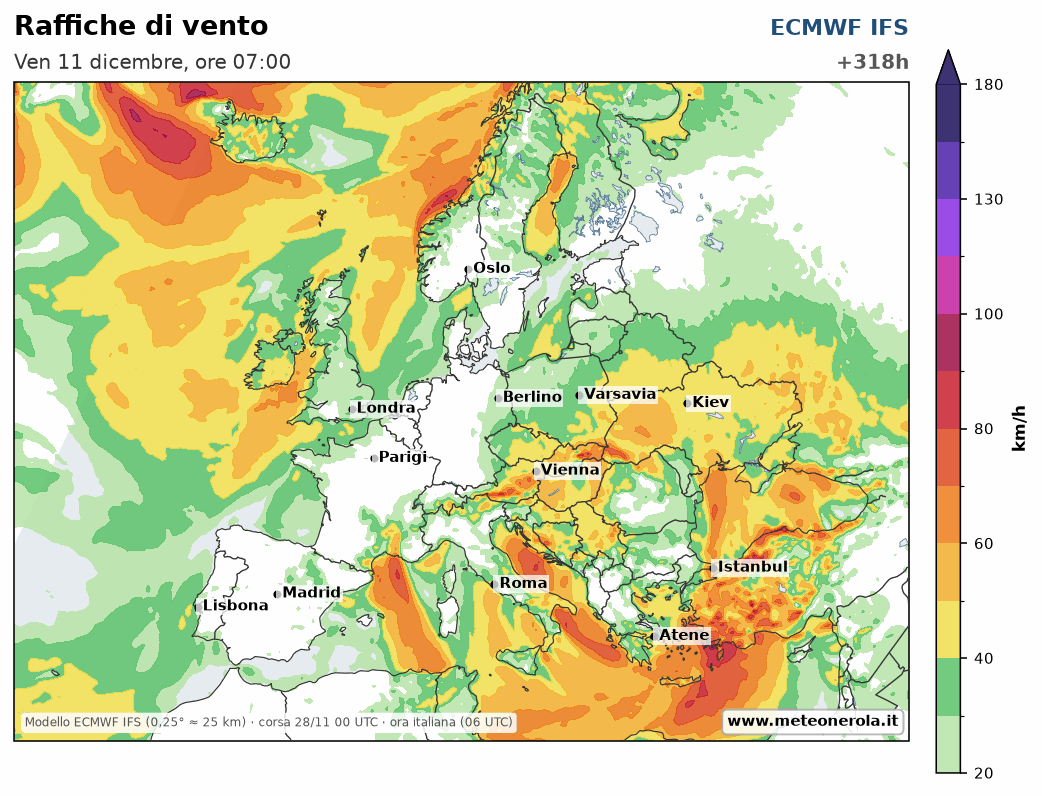 Raffiche di vento
ECMWF IFS
Ven 11 dicembre, ore 07:00
+318h
180
130
100
80
60
40
20
km/h
Oslo
Berlino
Varsavia
Kiev
Londra
Parigi
Vienna
Istanbul
Roma
Madrid
Lisbona
Atene
Modello ECMWF IFS (0,25° ≈ 25 km) · corsa 28/11 00 UTC · ora italiana (06 UTC)
www.meteonerola.it